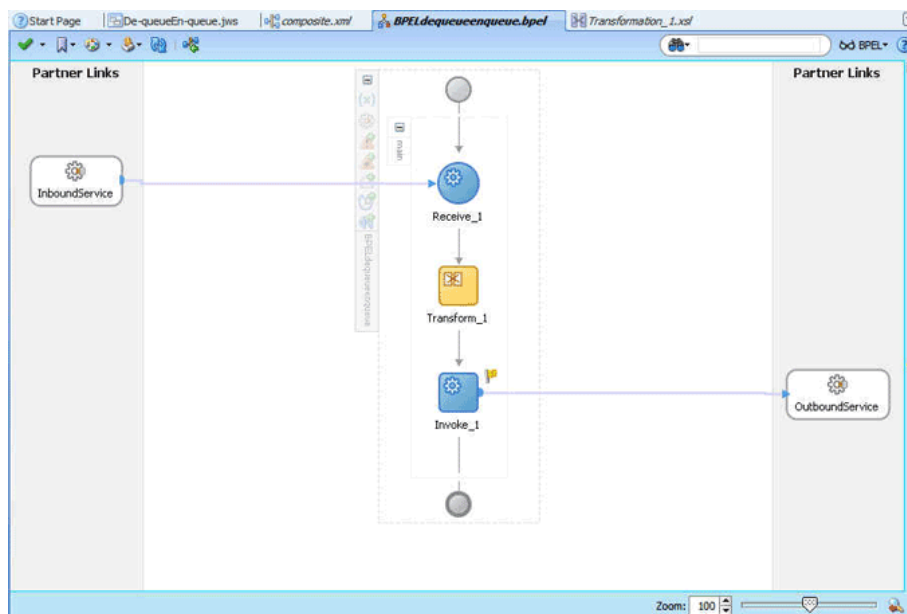 Start Page
De-queueEn-queue.jws
composite.xml
BPELdequeueenqueue.bpel
Transformation_1.xsl
BPEL
Partner Links
Partner Links
main
InboundService
Receive_1
BPELdequeueenqueue
Transform_1
Invoke_1
OutboundService
Zoom: 100